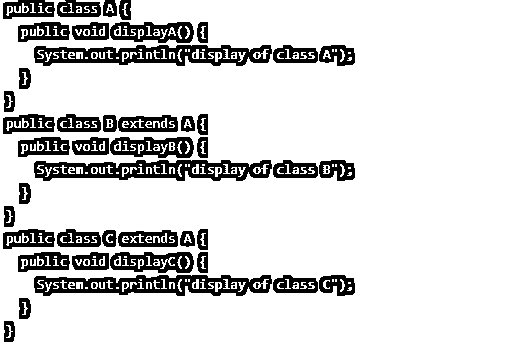 public class A {
  public void displayA() {
    System.out.println("display of class A");
  }
}
public class B extends A {
  public void displayB() {
    System.out.println("display of class B");
  }
}
public class C extends A {
  public void displayC() {
    System.out.println("display of class C");
  }
}